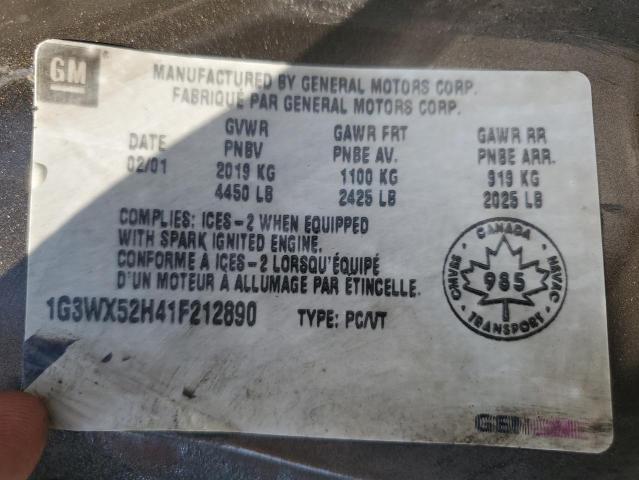 GM
MANUFACTURED BY GENERAL MOTORS CORP.
FABRIQUÉ PAR GENERAL MOTORS CORP.
DATE
02/01
GVWR
PNBV
2019 KG
4450 LB
GAWR FRT
PNBE AV.
1100 KG
2425 LB
GAWR RR
PNBE ARR.
919 KG
2025 LB
COMPLIES: ICES-2 WHEN EQUIPPED
WITH SPARK IGNITED ENGINE.
CONFORME À ICES-2 LORSQU'ÉQUIPÉ
D'UN MOTEUR À ALLUMAGE PAR ÉTINCELLE.
1G3WX52H41F212890
TYPE: PC/VT
CANADA
CMVSS
985
NSVAC
TRANSPORT